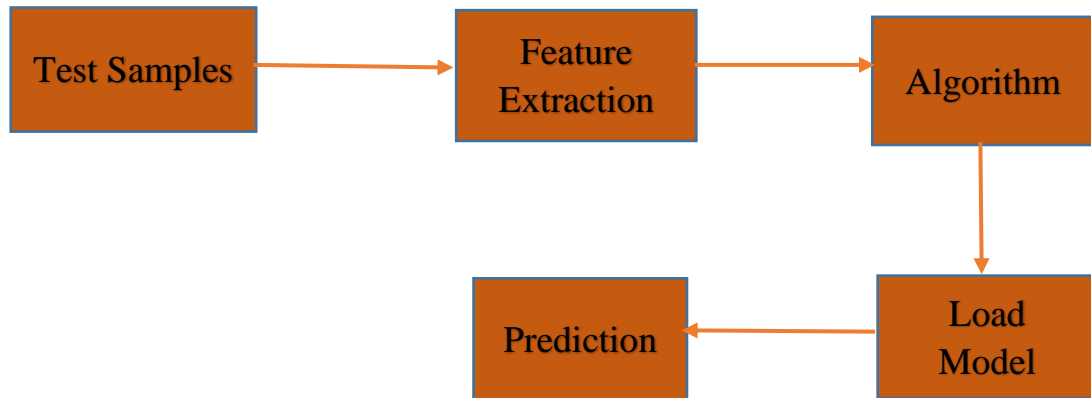 Test Samples
Feature
Extraction
Algorithm
Load
Model
Prediction